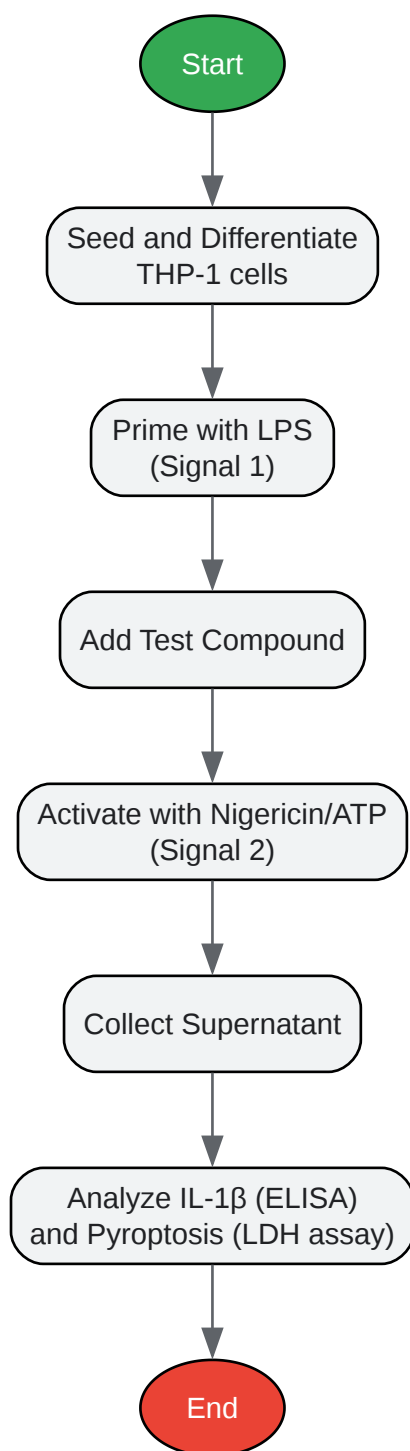 Start
Seed and Differentiate
THP-1 cells
Prime with LPS
(Signal 1)
Add Test Compound
Activate with Nigericin/ATP
(Signal 2)
Collect Supernatant
Analyze IL-1β (ELISA)
and Pyroptosis (LDH assay)
End